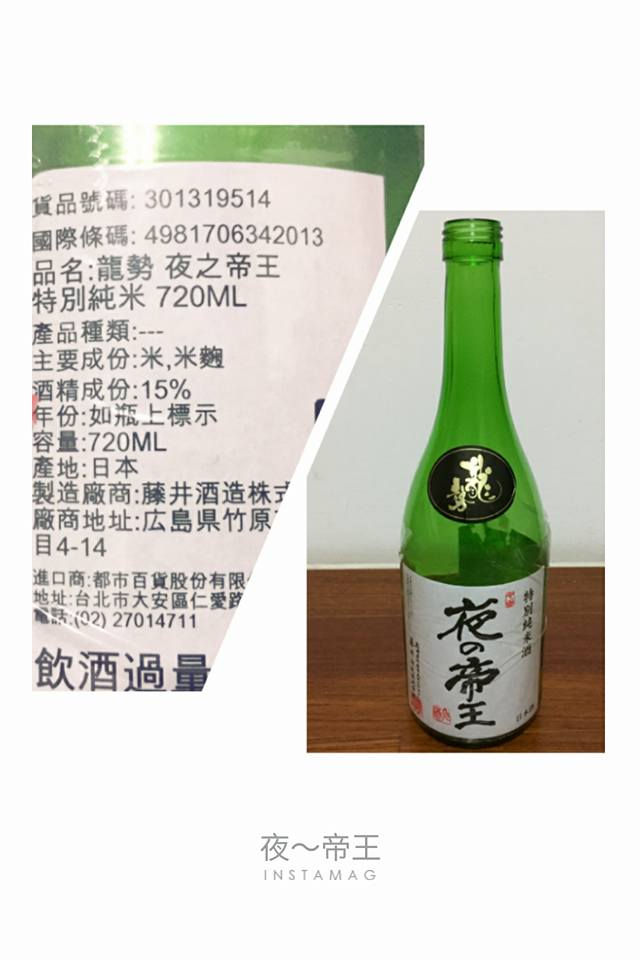 貨品號碼: 301319514
國際條碼: 4981706342013
品名:龍勢 夜之帝王
特別純米 720ML
產品種類:---
主要成份:米,米麴
酒精成份:15%
年份:如瓶上標示
容量:720ML
產地:日本
製造廠商:藤井酒造株式
廠商地址:広島県竹原
目4-14
進口商:都市百貨股份有限
地址:台北市大安區仁愛路
電話:(02) 27014711
飲酒過量
龍勢
特別純米酒
夜の帝王
日本酒
夜～帝王
INSTAMAG